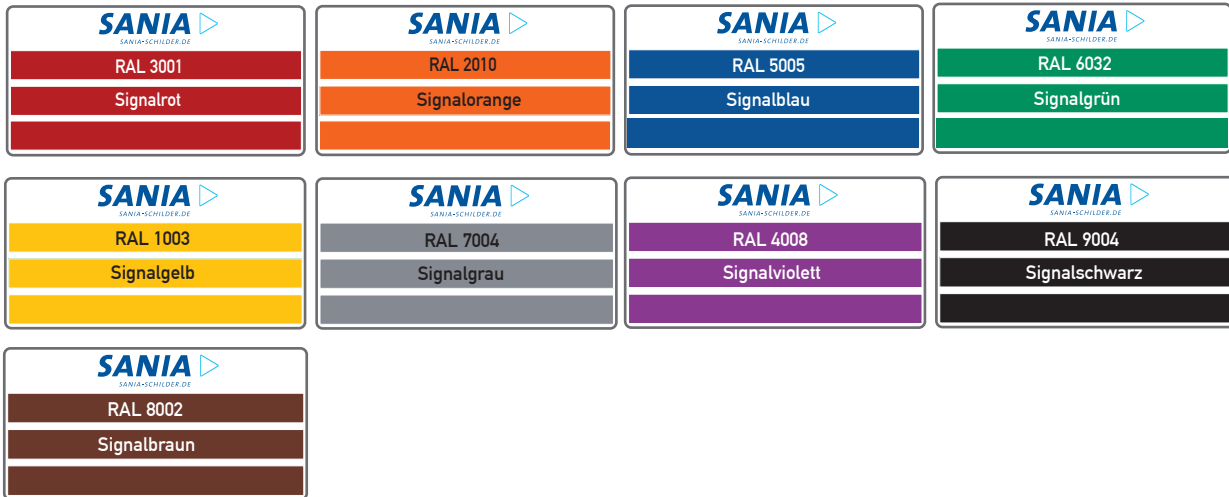 SANIA
SANIA-SCHILDER.DE
RAL 3001
Signalrot
SANIA
SANIA-SCHILDER.DE
RAL 2010
Signalorange
SANIA
SANIA-SCHILDER.DE
RAL 5005
Signalblau
SANIA
SANIA-SCHILDER.DE
RAL 6032
Signalgrün
SANIA
SANIA-SCHILDER.DE
RAL 1003
Signalgelb
SANIA
SANIA-SCHILDER.DE
RAL 7004
Signalgrau
SANIA
SANIA-SCHILDER.DE
RAL 4008
Signalviolett
SANIA
SANIA-SCHILDER.DE
RAL 9004
Signalschwarz
SANIA
SANIA-SCHILDER.DE
RAL 8002
Signalbraun